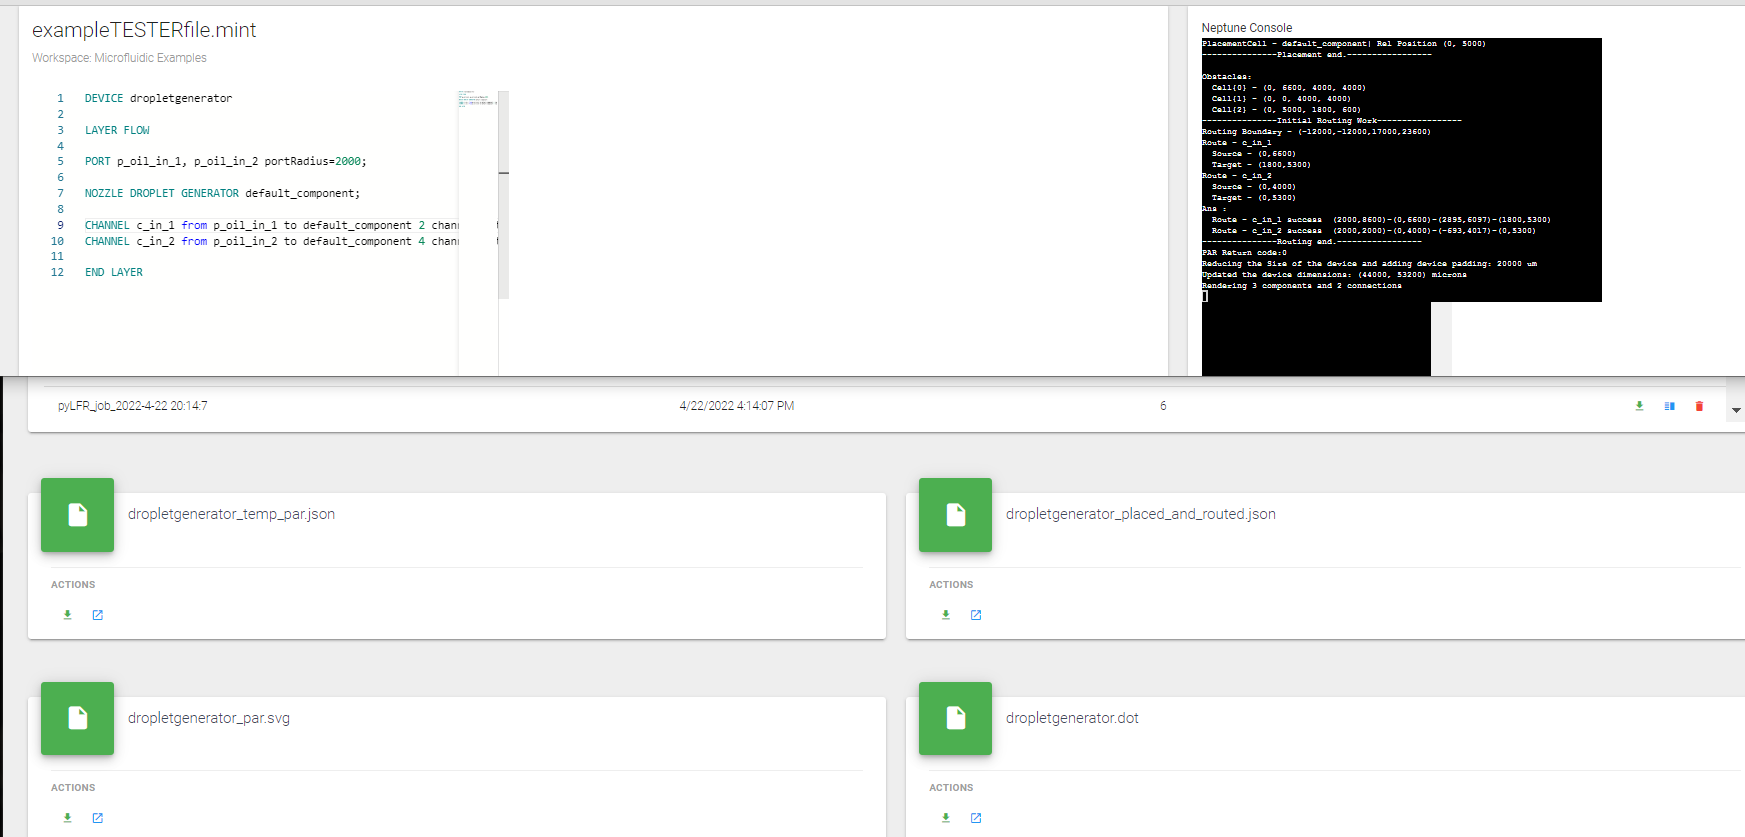 exampleTESTERfile.mint
Workspace: Microfluidic Examples
1 DEVICE dropletgenerator
2
3 LAYER FLOW
4
5 PORT p_oil_in_1, p_oil_in_2 portRadius=2000;
6
7 NOZZLE DROPLET GENERATOR default_component;
8
9 CHANNEL c_in_1 from p_oil_in_1 to default_component 2 chann
10 CHANNEL c_in_2 from p_oil_in_2 to default_component 4 chann
11
12 END LAYER
Neptune Console
PlacementCell - default_component| Rel Position (0, 5000)
---------------Placement end.-----------------
Obstacles:
Cell{0} - (0, 6600, 4000, 4000)
Cell{1} - (0, 0, 4000, 4000)
Cell{2} - (0, 5000, 1800, 600)
---------------Initial Routing Work-----------------
Routing Boundary - (-12000,-12000,17000,23600)
Route - c_in_1
Source - (0,6600)
Target - (1800,5300)
Route - c_in_2
Source - (0,4000)
Target - (0,5300)
Ans :
Route - c_in_1 success (2000,8600)-(0,6600)-(2895,6097)-(1800,5300)
Route - c_in_2 success (2000,2000)-(0,4000)-(-693,4017)-(0,5300)
---------------Routing end.-----------------
PAR Return code:0
Reducing the Size of the device and adding device padding: 20000 um
Updated the device dimensions: (44000, 53200) microns
Rendering 3 components and 2 connections
pyLFR_job_2022-4-22 20:14:7 4/22/2022 4:14:07 PM 6
dropletgenerator_temp_par.json
ACTIONS
dropletgenerator_placed_and_routed.json
ACTIONS
dropletgenerator_par.svg
ACTIONS
dropletgenerator.dot
ACTIONS